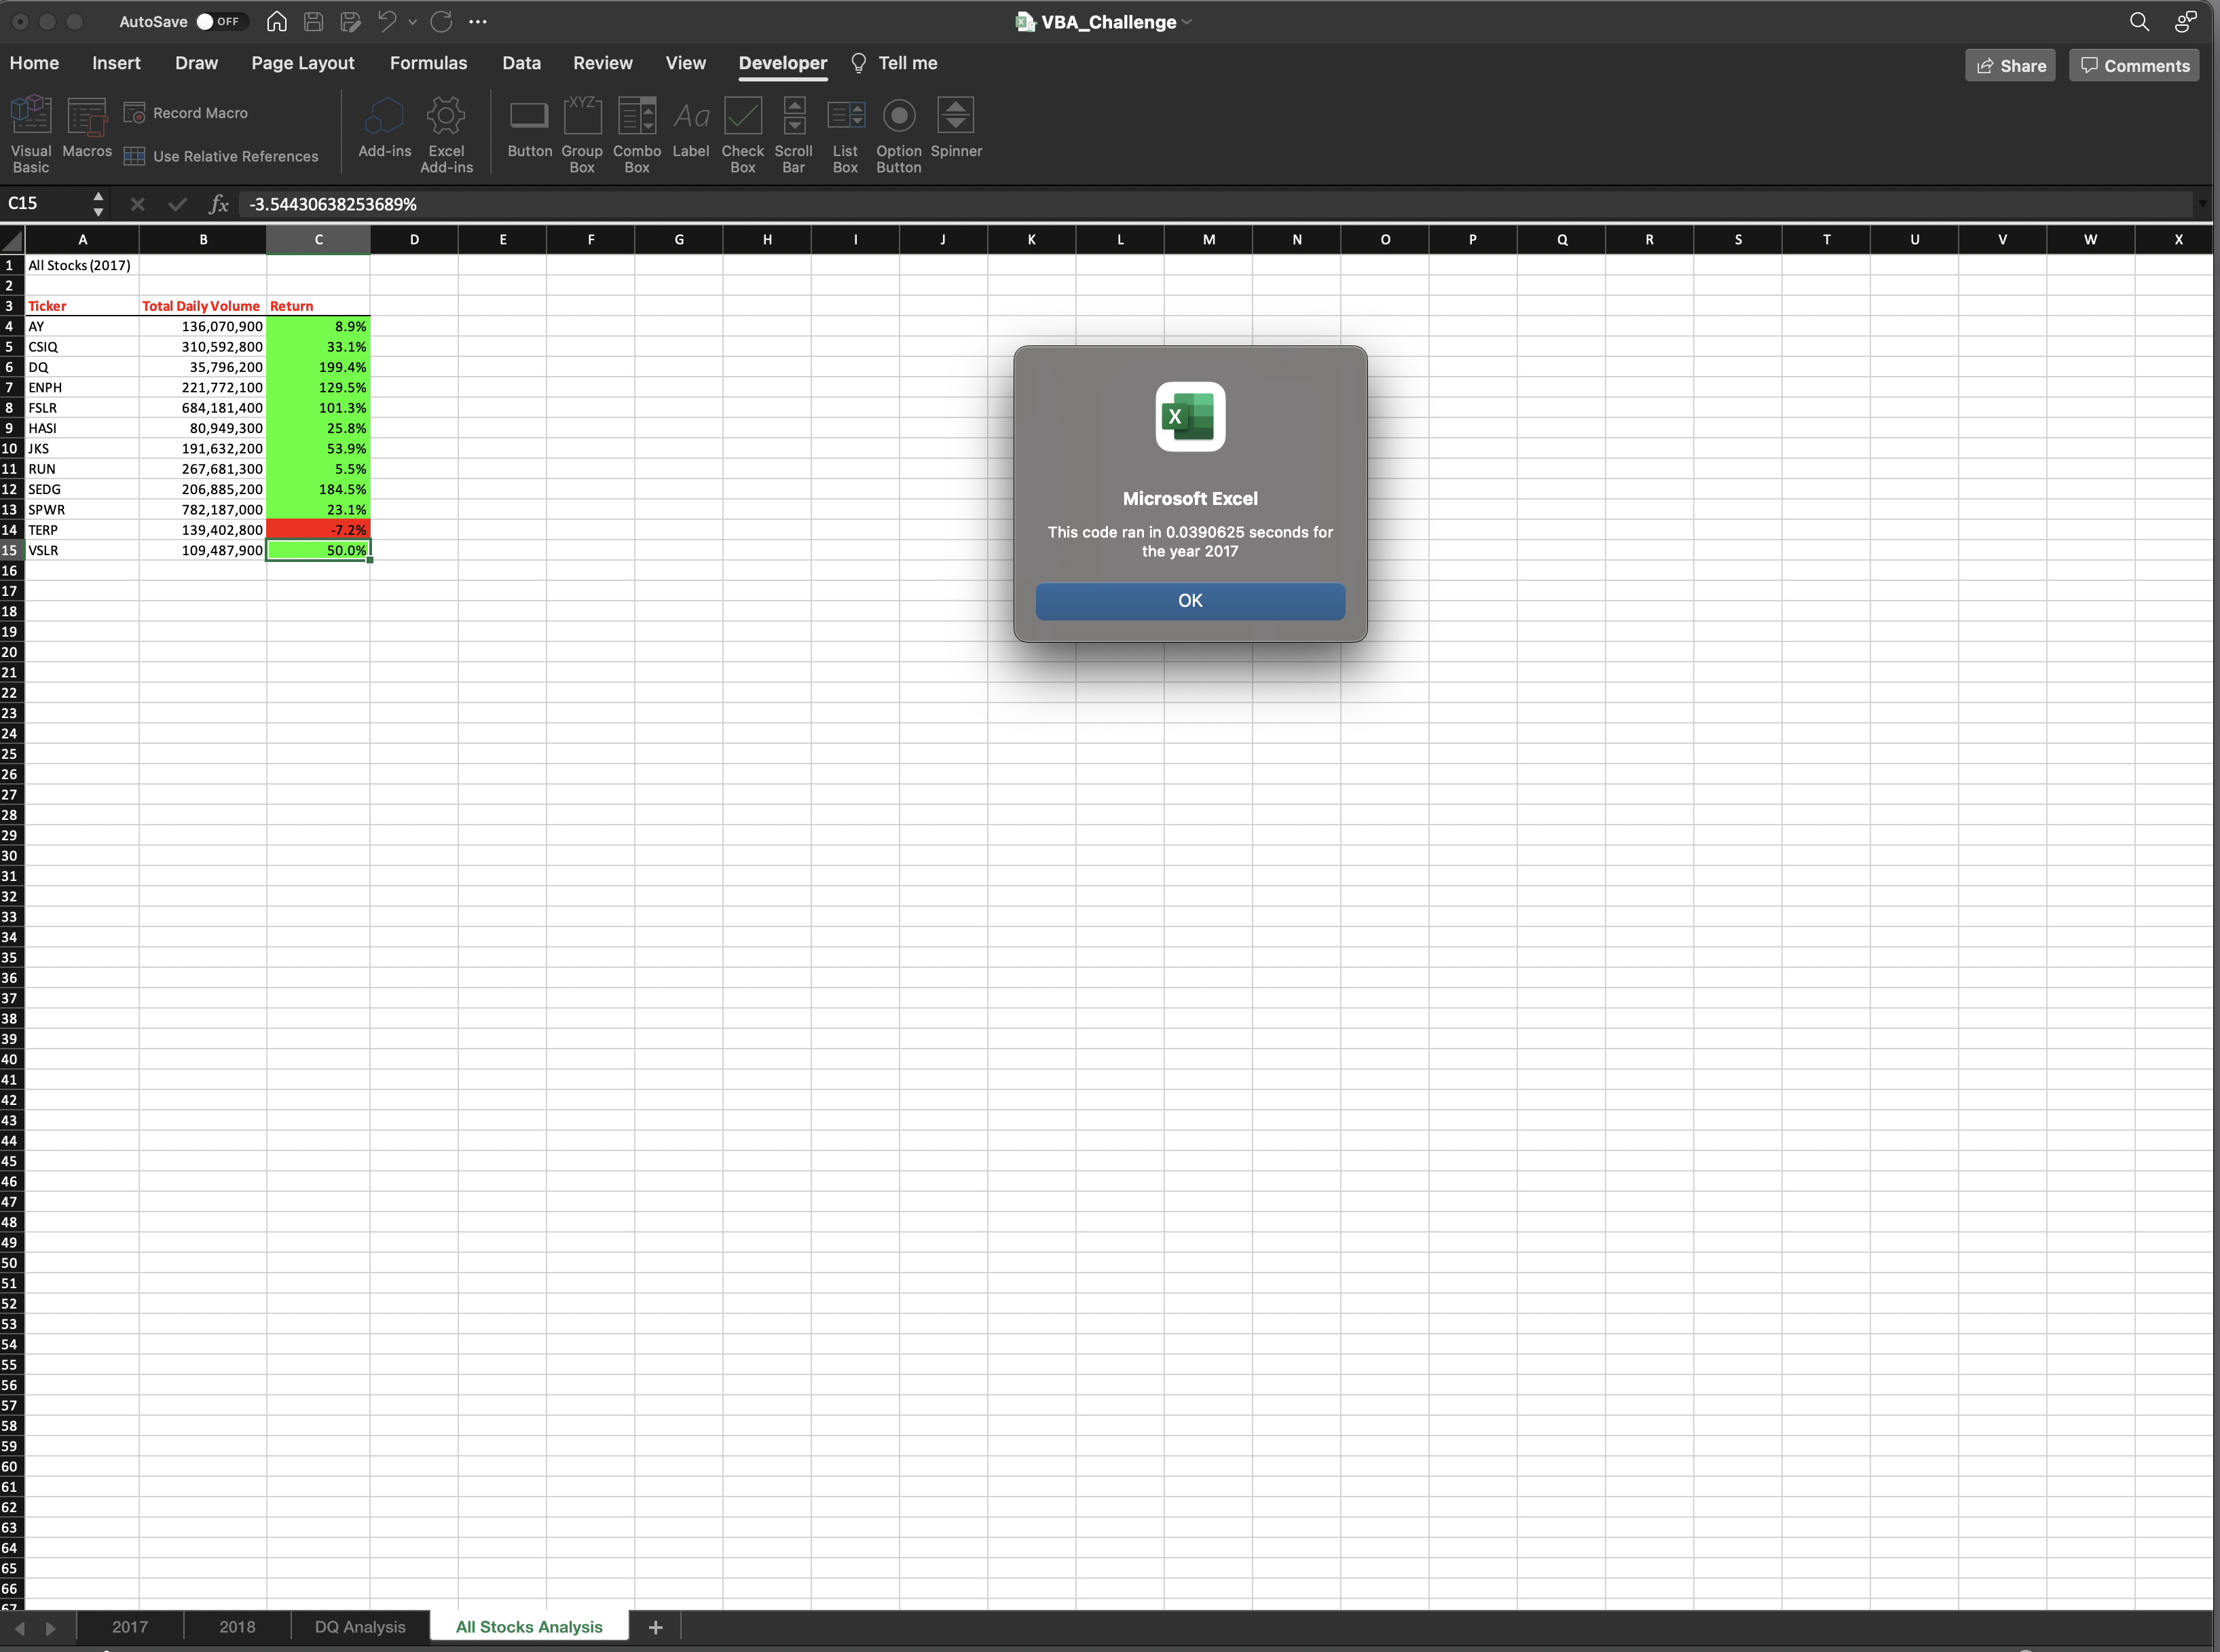 AutoSave OFF
VBA_Challenge
Home Insert Draw Page Layout Formulas Data Review View Developer Tell me
Share Comments
Visual Basic
Macros
Record Macro
Use Relative References
Add-ins
Excel Add-ins
Button
XYZ
Group Box
Combo Box
Aa
Label
Check Box
Scroll Bar
List Box
Option Button
Spinner
C15 fx -3.54430638253689%
A B C D E F G H I J K L M N O P Q R S T U V W X
1 All Stocks (2017)
2
3 Ticker Total Daily Volume Return
4 AY 136,070,900 8.9%
5 CSIQ 310,592,800 33.1%
6 DQ 35,796,200 199.4%
7 ENPH 221,772,100 129.5%
8 FSLR 684,181,400 101.3%
9 HASI 80,949,300 25.8%
10 JKS 191,632,200 53.9%
11 RUN 267,681,300 5.5%
12 SEDG 206,885,200 184.5%
13 SPWR 782,187,000 23.1%
14 TERP 139,402,800 -7.2%
15 VSLR 109,487,900 50.0%
X
Microsoft Excel
This code ran in 0.0390625 seconds for
the year 2017
OK
16
17
18
19
20
21
22
23
24
25
26
27
28
29
30
31
32
33
34
35
36
37
38
39
40
41
42
43
44
45
46
47
48
49
50
51
52
53
54
55
56
57
58
59
60
61
62
63
64
65
66
67
2017 2018 DQ Analysis All Stocks Analysis +